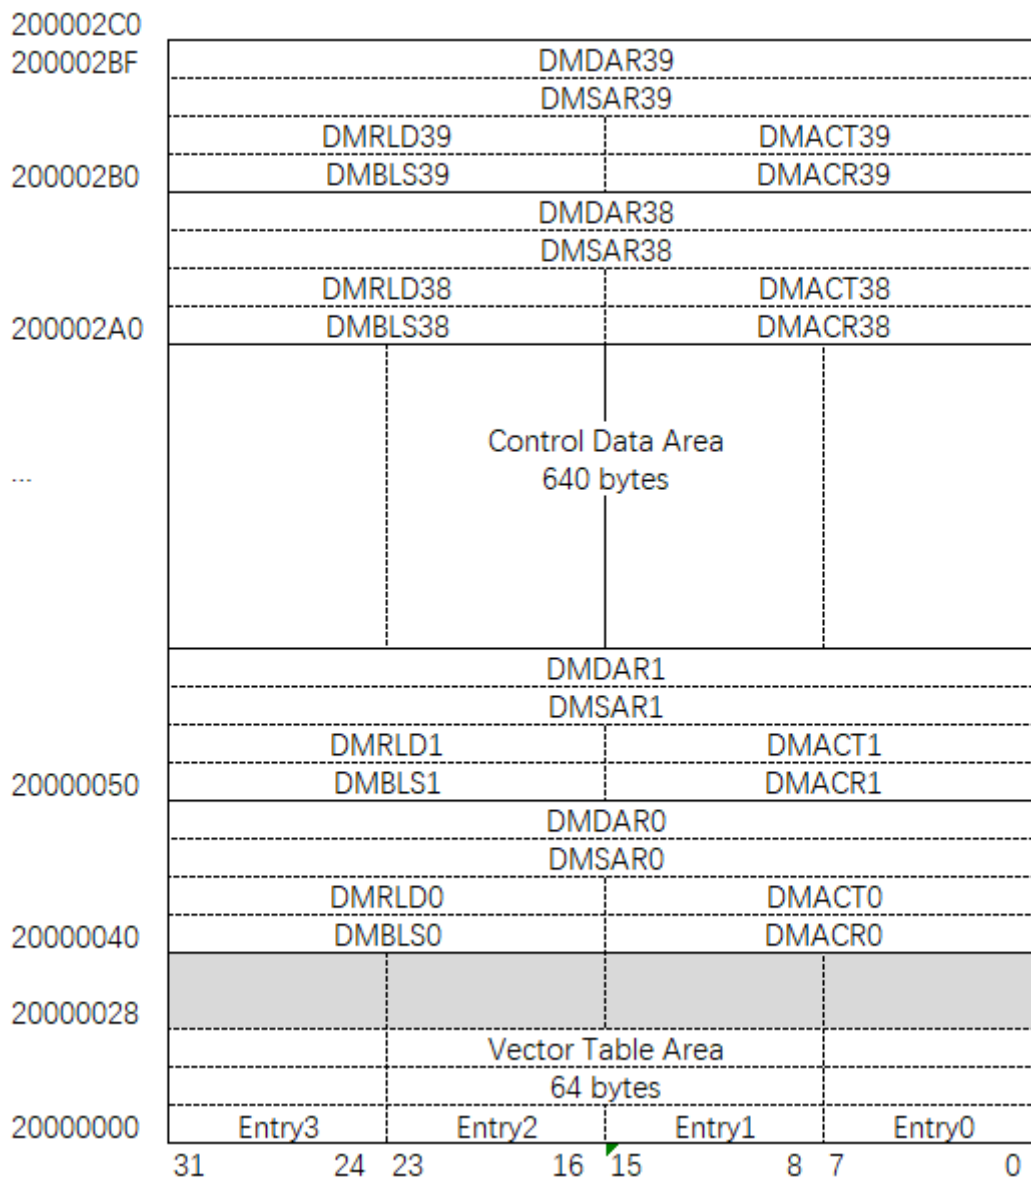 200002C0
200002BF DMDAR39
DMSAR39
DMRLD39 DMACT39
200002B0 DMBLS39 DMACR39
DMDAR38
DMSAR38
DMRLD38 DMACT38
200002A0 DMBLS38 DMACR38
Control Data Area
... 640 bytes
DMDAR1
DMSAR1
DMRLD1 DMACT1
20000050 DMBLS1 DMACR1
DMDAR0
DMSAR0
DMRLD0 DMACT0
20000040 DMBLS0 DMACR0
20000028
Vector Table Area
64 bytes
20000000 Entry3 Entry2 Entry1 Entry0
31 24 23 16 15 8 7 0